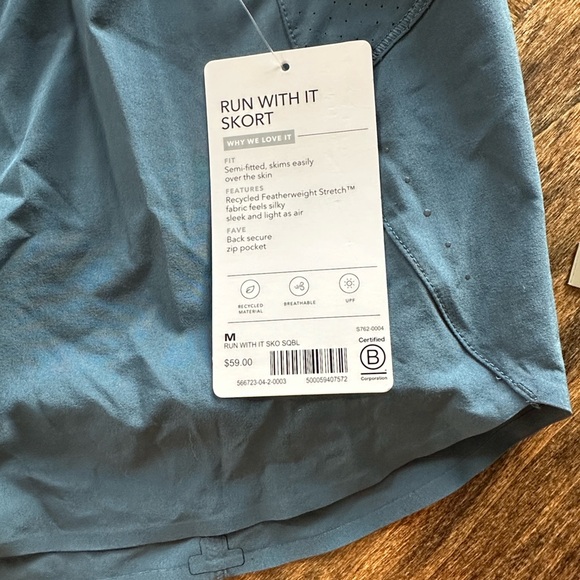 RUN WITH IT
SKORT
WHY WE LOVE IT
FIT
Semi-fitted, skims easily
over the skin
FEATURES
Recycled Featherweight Stretch™
fabric feels silky
sleek and light as air
FAVE
Back secure
zip pocket
RECYCLED
MATERIAL
BREATHABLE
UPF
M
S762-0004
RUN WITH IT SKO SQBL
$59.00
566723-04-2-0003
500059407572
Certified
B
Corporation